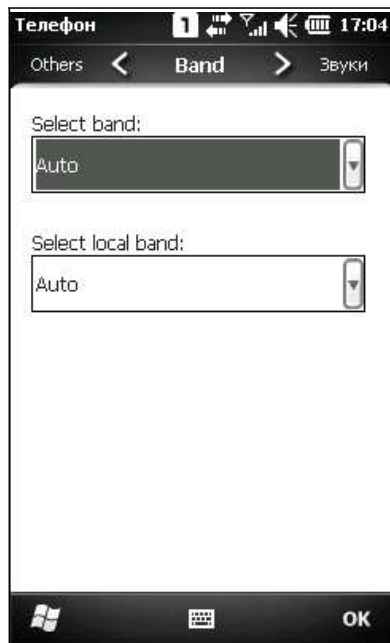 Телефон 1 17:04
Others Band Звуки
Select band:
Auto
Select local band:
Auto
OK